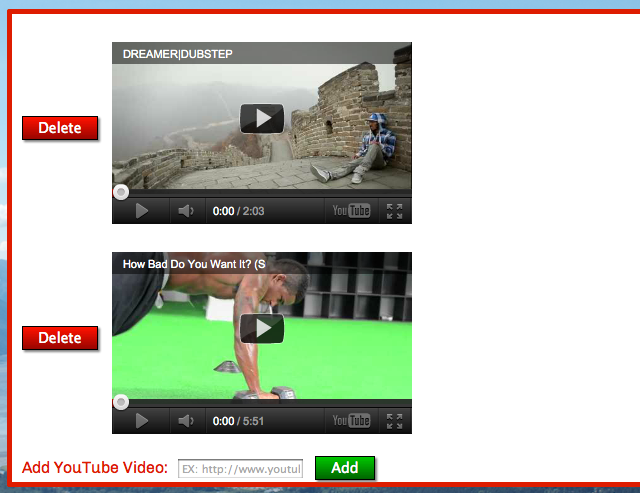 DREAMER|DUBSTEP
Delete
0:00 / 2:03
YouTube
How Bad Do You Want It? (S
Delete
0:00 / 5:51
YouTube
Add YouTube Video:
EX: http://www.youtul
Add